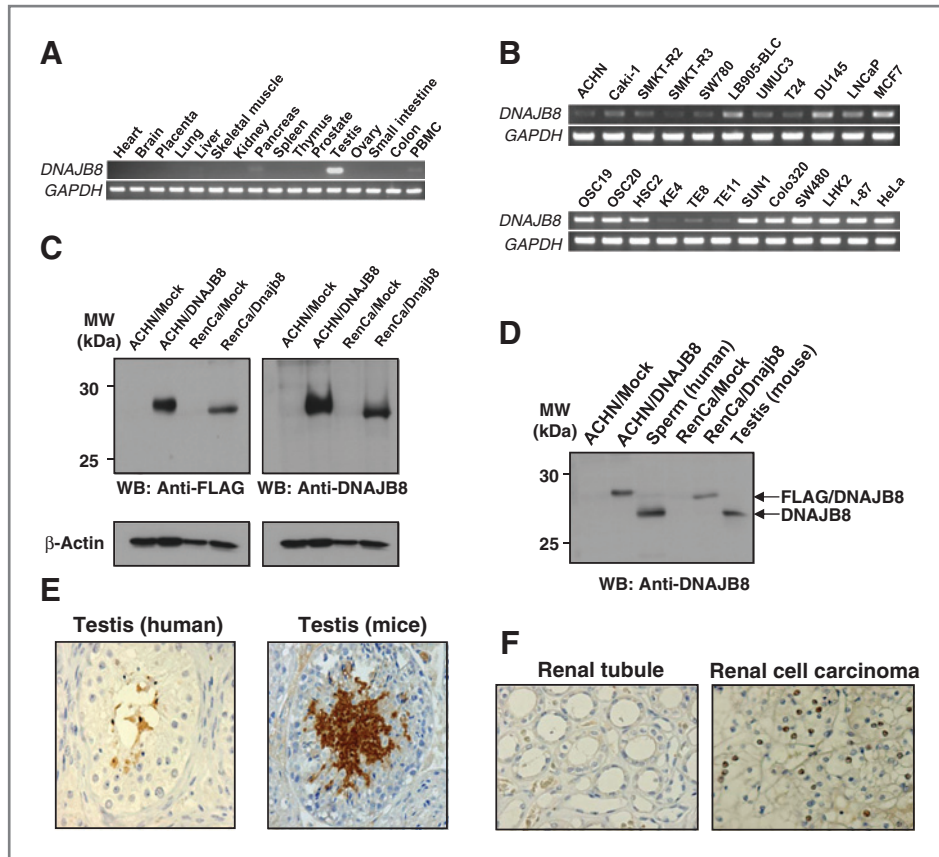 A
Heart
Brain
Placenta
Lung
Liver
Skeletal muscle
Kidney
Pancreas
Spleen
Thymus
Prostate
Testis
Ovary
Small intestine
Colon
PBMC
DNAJB8
GAPDH
B
ACHN
Caki-1
SMKT-R2
SMKT-R3
SW780
LB905-BLC
UMUC3
T24
DU145
LNCaP
MCF7
DNAJB8
GAPDH
OSC19
OSC20
HSC2
KE4
TE8
TE11
SUN1
Colo320
SW480
LHK2
1-87
HeLa
DNAJB8
GAPDH
C
MW
(kDa)
ACHN/Mock
ACHN/DNAJB8
RenCa/Mock
RenCa/Dnajb8
ACHN/Mock
ACHN/DNAJB8
RenCa/Mock
RenCa/Dnajb8
30
25
WB: Anti-FLAG
WB: Anti-DNAJB8
β-Actin
D
MW
(kDa)
ACHN/Mock
ACHN/DNAJB8
Sperm (human)
RenCa/Mock
RenCa/Dnajb8
Testis (mouse)
30
25
FLAG/DNAJB8
DNAJB8
WB: Anti-DNAJB8
E
Testis (human)
Testis (mice)
F
Renal tubule
Renal cell carcinoma